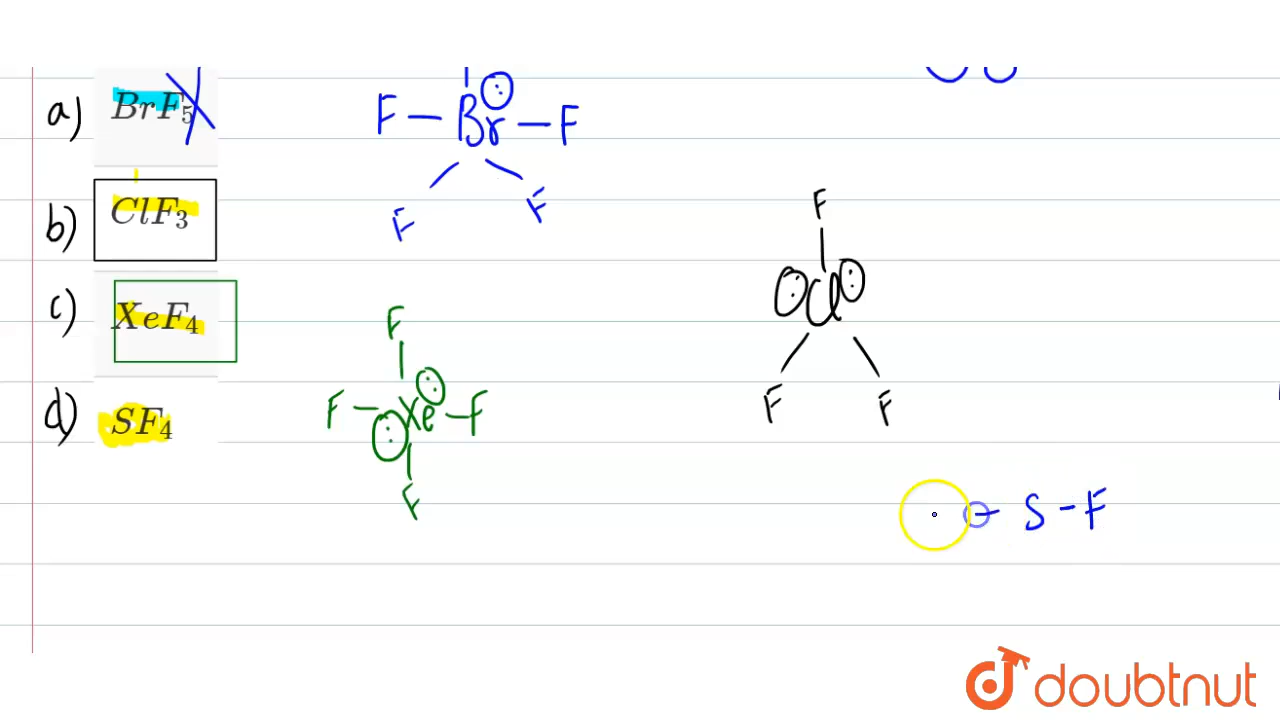 a) BrF5
F - Br - F
F F
b) ClF3
F
Cl
F F
c) XeF4
F
F - Xe - F
F
d) SF4
- S - F
doubtnut